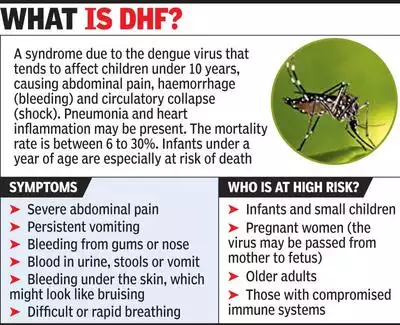 WHAT IS DHF?
A syndrome due to the dengue virus that
tends to affect children under 10 years,
causing abdominal pain, haemorrhage
(bleeding) and circulatory collapse
(shock). Pneumonia and heart
inflammation may be present. The mortality
rate is between 6 to 30%. Infants under a
year of age are especially at risk of death
SYMPTOMS
➤ Severe abdominal pain
➤ Persistent vomiting
➤ Bleeding from gums or nose
➤ Blood in urine, stools or vomit
➤ Bleeding under the skin, which
might look like bruising
➤ Difficult or rapid breathing
WHO IS AT HIGH RISK?
➤ Infants and small children
➤ Pregnant women (the
virus may be passed from
mother to fetus)
➤ Older adults
➤ Those with compromised
immune systems